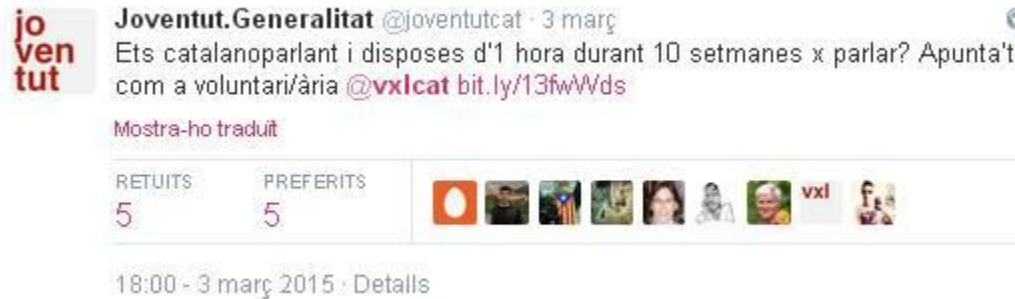 jo
ven
tut
Joventut.Generalitat @joventutcat · 3 març
Ets catalanoparlant i disposes d'1 hora durant 10 setmanes x parlar? Apunta't
com a voluntari/ària @vxlcat bit.ly/13fwWds
Mostra-ho traduït
RETUITS PREFERITS
5 5
vxl
18:00 - 3 març 2015 · Detalls